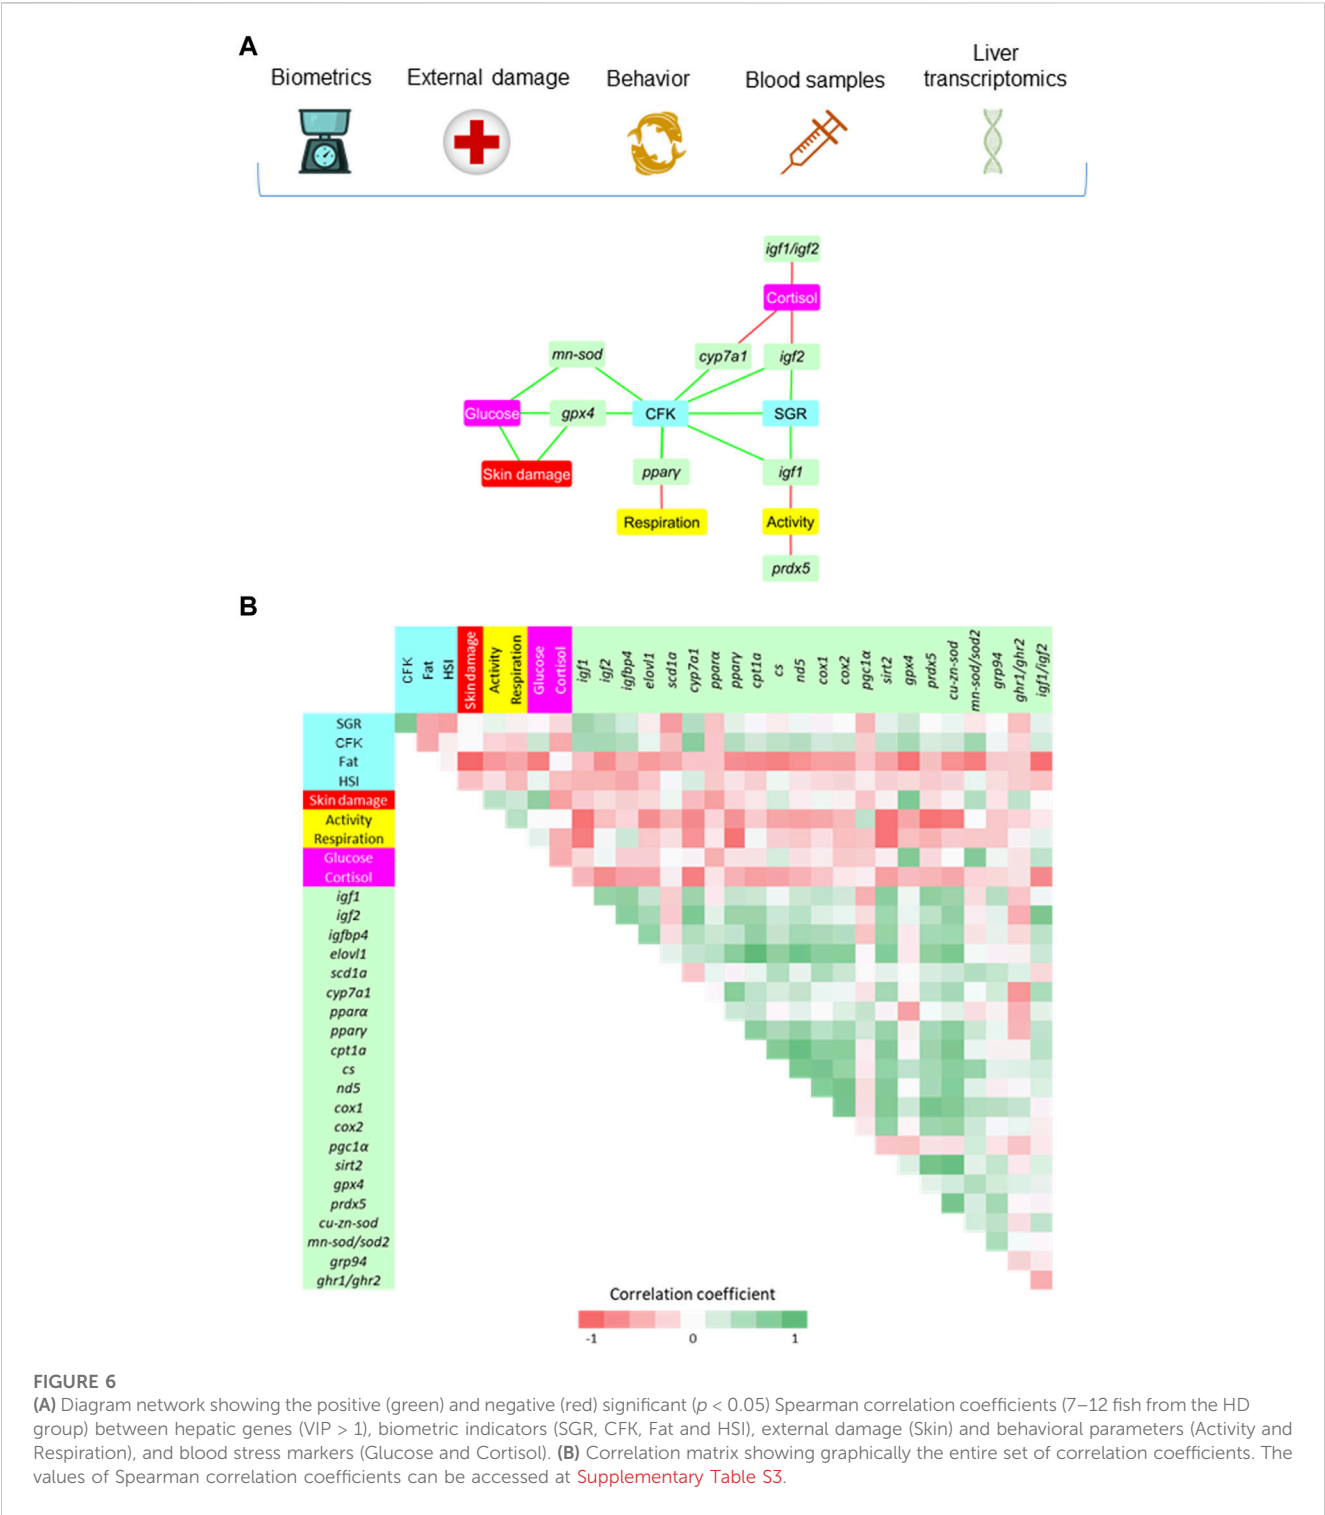 A
Biometrics
External damage
Behavior
Blood samples
Liver
transcriptomics
igf1/igf2
Cortisol
mn-sod
cyp7a1
igf2
Glucose
gpx4
CFK
SGR
Skin damage
pparγ
igf1
Respiration
Activity
prdx5
B
CFK
Fat
HSI
Skin damage
Activity
Respiration
Glucose
Cortisol
igf1
igf2
igfbp4
elovl1
scd1a
cyp7a1
pparα
pparγ
cpt1a
cs
nd5
cox1
cox2
pgc1α
sirt2
gpx4
prdx5
cu-zn-sod
mn-sod/sod2
grp94
ghr1/ghr2
igf1/igf2
SGR
CFK
Fat
HSI
Skin damage
Activity
Respiration
Glucose
Cortisol
igf1
igf2
igfbp4
elovl1
scd1a
cyp7a1
pparα
pparγ
cpt1a
cs
nd5
cox1
cox2
pgc1α
sirt2
gpx4
prdx5
cu-zn-sod
mn-sod/sod2
grp94
ghr1/ghr2
Correlation coefficient
-1 0 1
FIGURE 6
(A) Diagram network showing the positive (green) and negative (red) significant (p < 0.05) Spearman correlation coefficients (7–12 fish from the HD
group) between hepatic genes (VIP > 1), biometric indicators (SGR, CFK, Fat and HSI), external damage (Skin) and behavioral parameters (Activity and
Respiration), and blood stress markers (Glucose and Cortisol). (B) Correlation matrix showing graphically the entire set of correlation coefficients. The
values of Spearman correlation coefficients can be accessed at Supplementary Table S3.